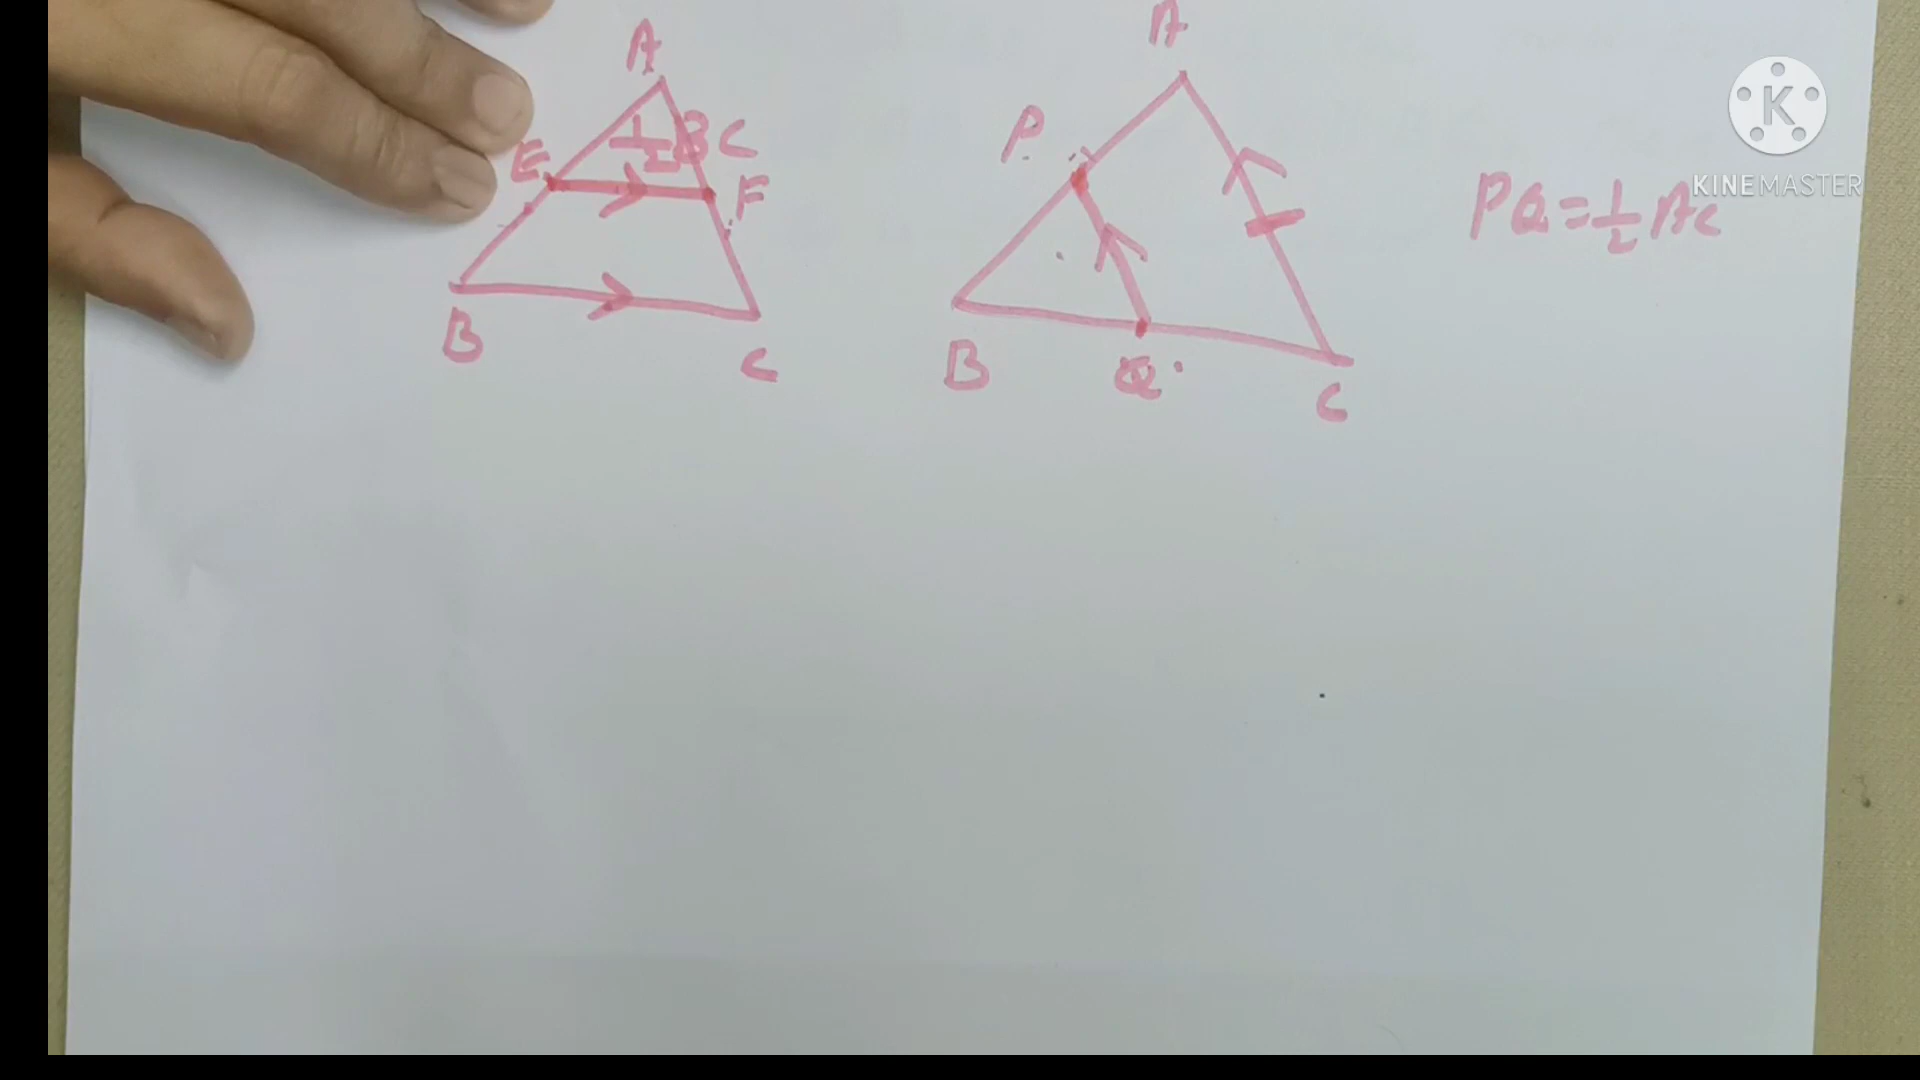 A
1/2 BC
E
F
B
C
A
P
B
Q
C
PQ = 1/2 AC
K
KINEMASTER